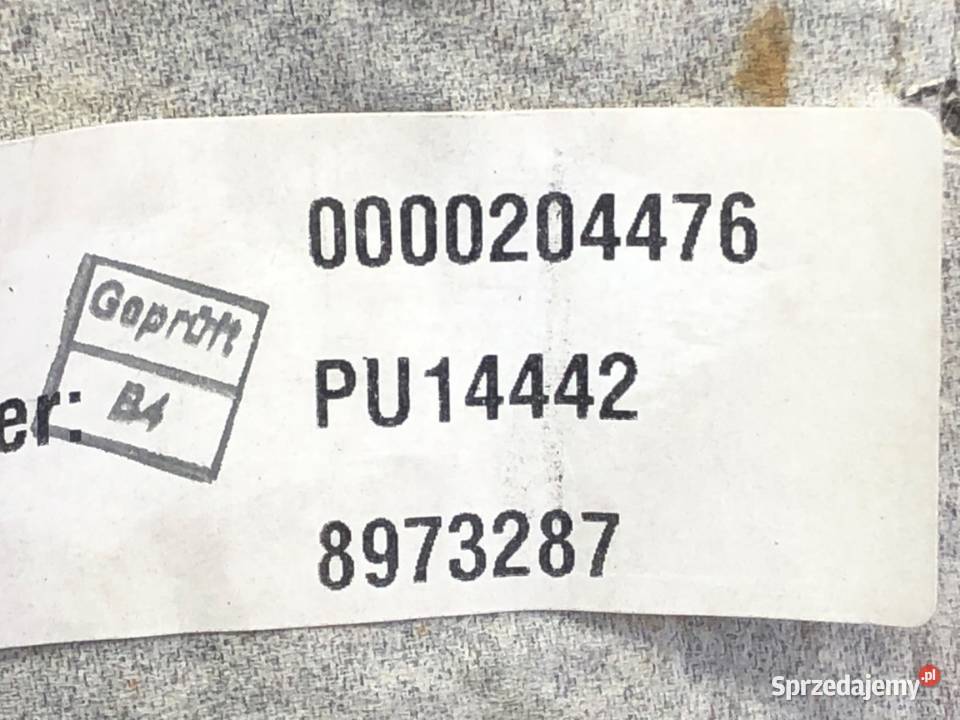 0000204476
Geprüft
B4
er:
PU14442
8973287
Sprzedajemy.pl